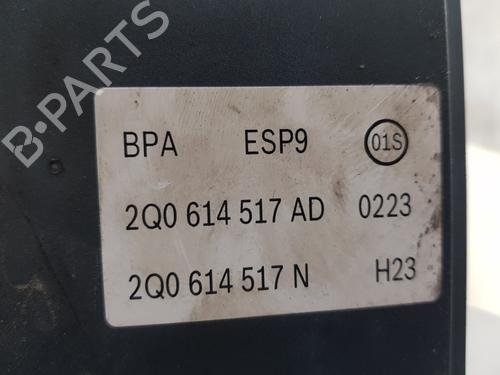 BPA ESP9 01S
2Q0 614 517 AD 0223
2Q0 614 517 N H23
B-PARTS